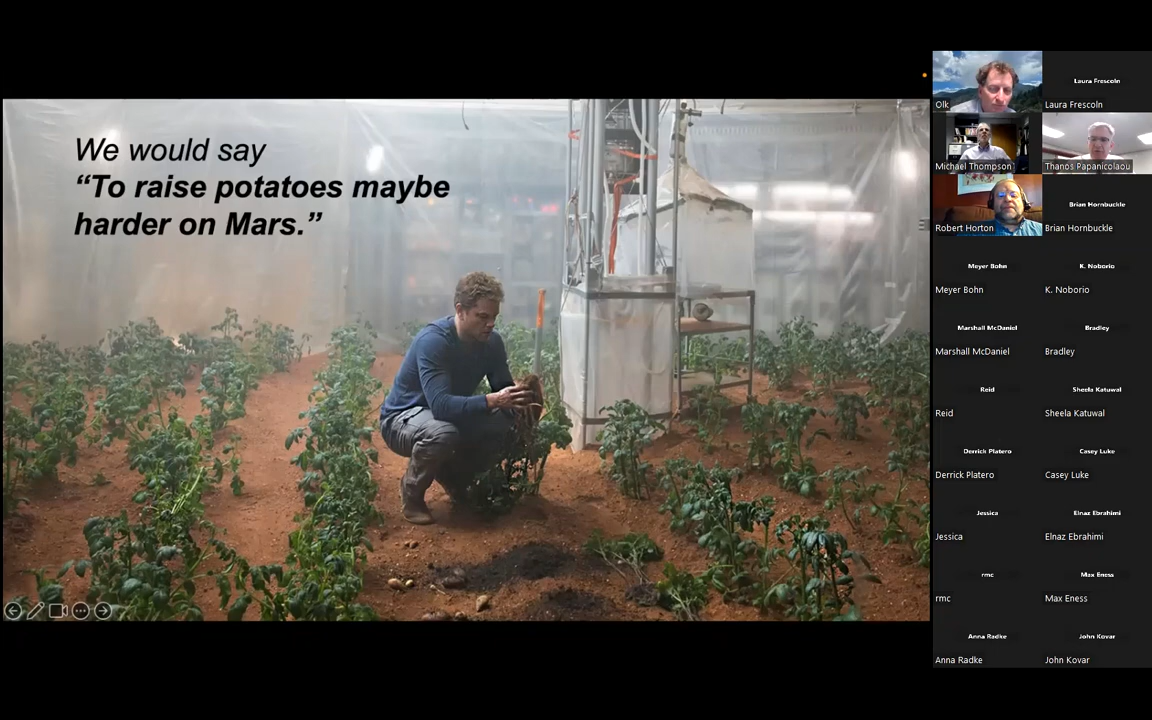 We would say
“To raise potatoes maybe
harder on Mars.”
Olk
Laura Frescoln
Laura Frescoln
Michael Thompson
Thanos Papanicolaou
Robert Horton
Brian Hornbuckle
Brian Hornbuckle
Meyer Bohn
Meyer Bohn
K. Noborio
K. Noborio
Marshall McDaniel
Marshall McDaniel
Bradley
Bradley
Reid
Reid
Sheela Katuwal
Sheela Katuwal
Derrick Platero
Derrick Platero
Casey Luke
Casey Luke
Jessica
Jessica
Elnaz Ebrahimi
Elnaz Ebrahimi
rmc
rmc
Max Eness
Max Eness
Anna Radke
Anna Radke
John Kovar
John Kovar